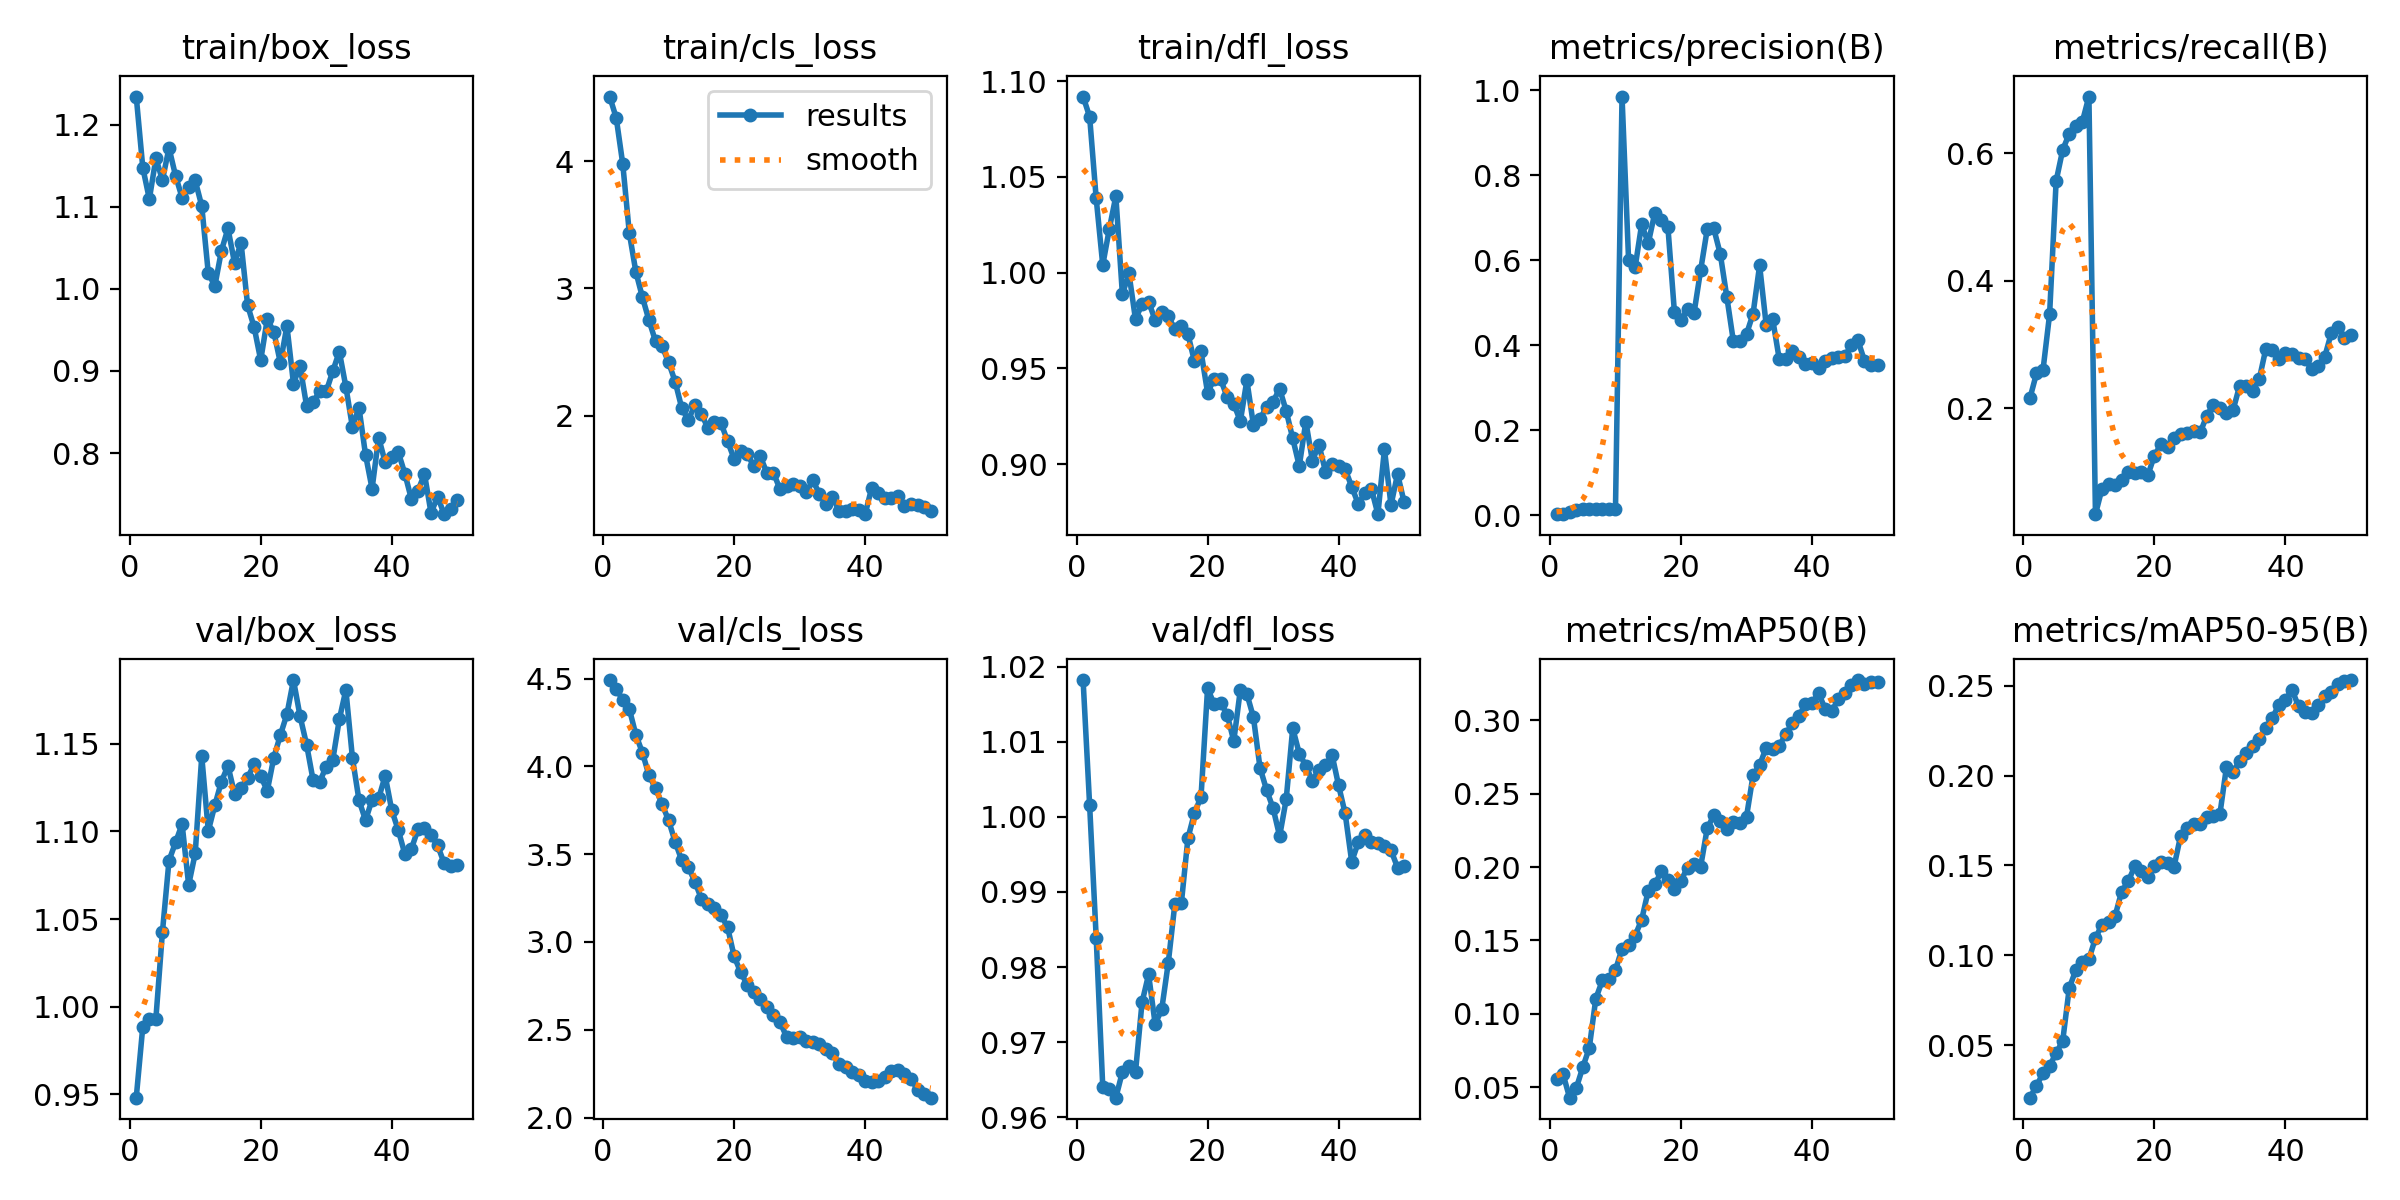 train/box_loss
1.2
1.1
1.0
0.9
0.8
0 20 40
train/cls_loss
results
smooth
4
3
2
0 20 40
train/dfl_loss
1.10
1.05
1.00
0.95
0.90
0 20 40
metrics/precision(B)
1.0
0.8
0.6
0.4
0.2
0.0
0 20 40
metrics/recall(B)
0.6
0.4
0.2
0 20 40
val/box_loss
1.15
1.10
1.05
1.00
0.95
0 20 40
val/cls_loss
4.5
4.0
3.5
3.0
2.5
2.0
0 20 40
val/dfl_loss
1.02
1.01
1.00
0.99
0.98
0.97
0.96
0 20 40
metrics/mAP50(B)
0.30
0.25
0.20
0.15
0.10
0.05
0 20 40
metrics/mAP50-95(B)
0.25
0.20
0.15
0.10
0.05
0 20 40